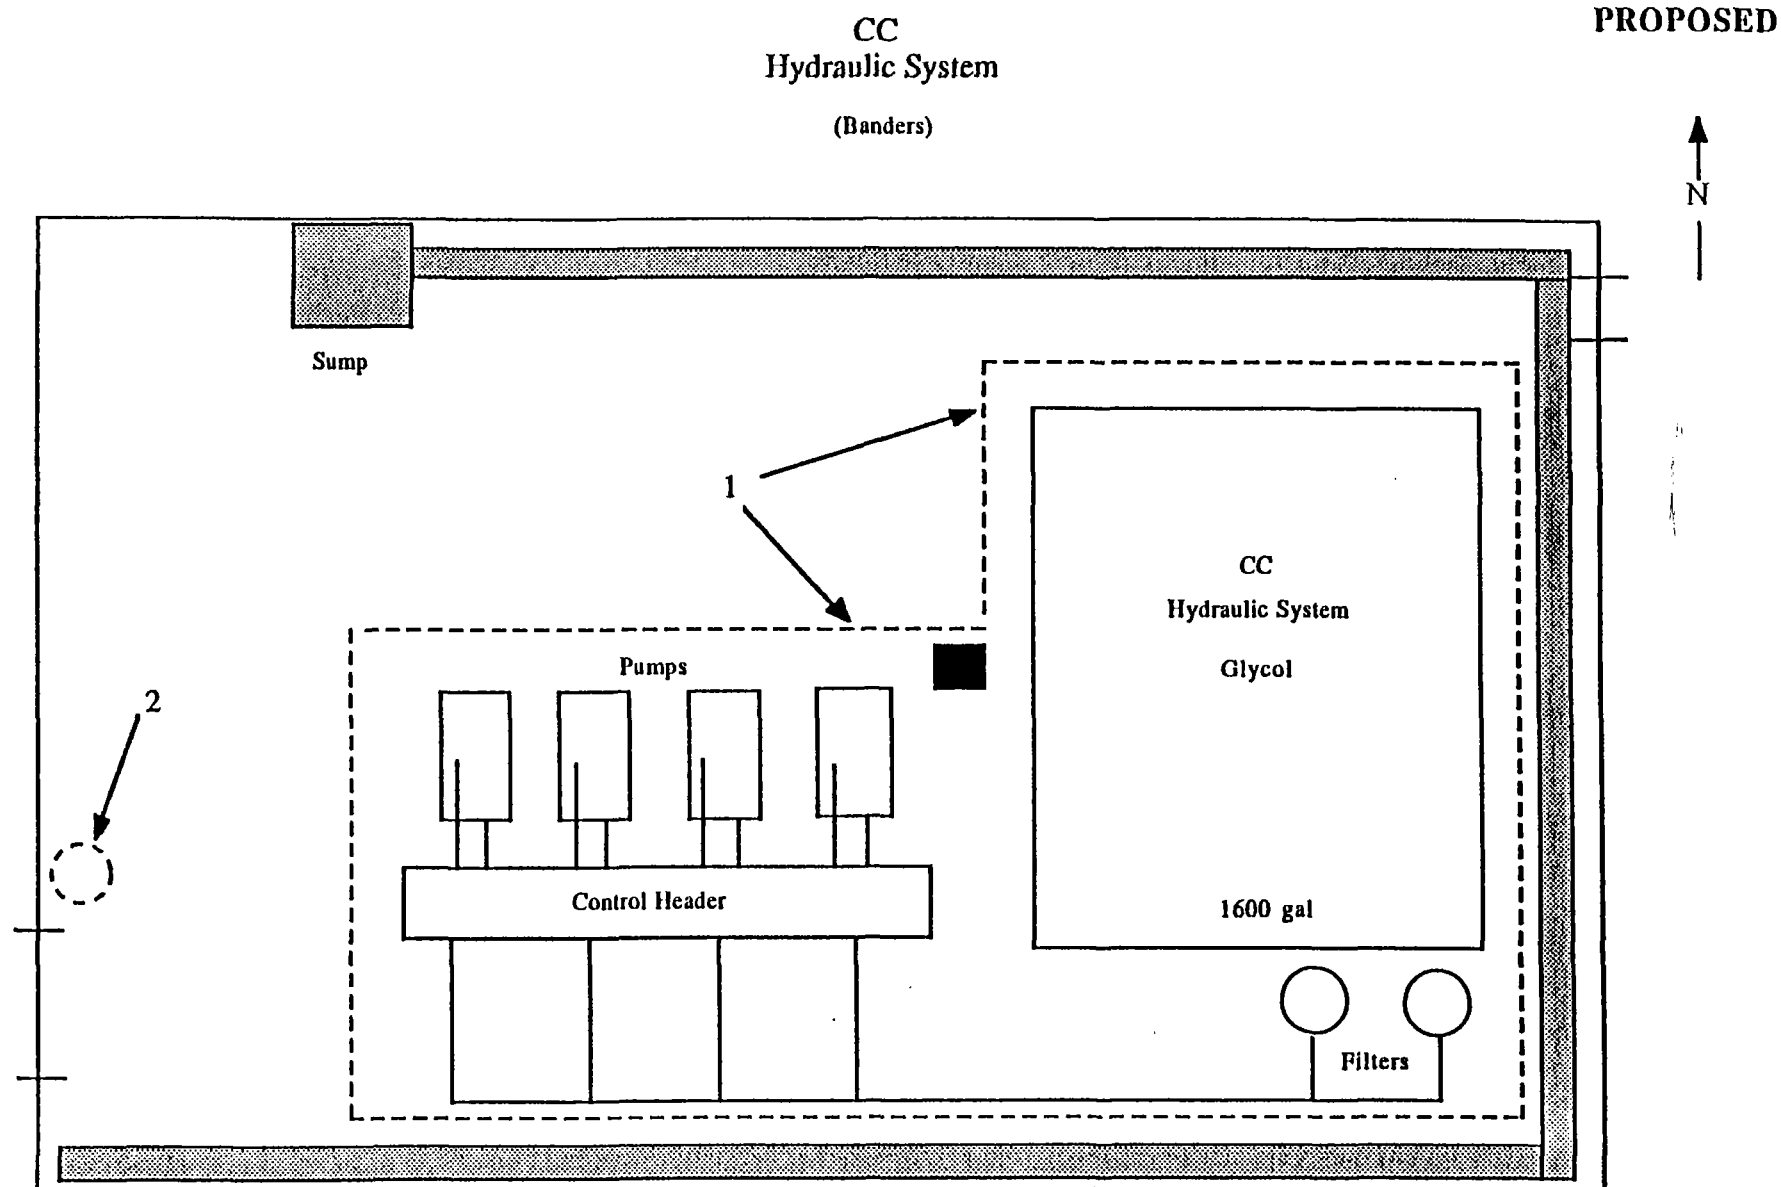 PROPOSED
CC
Hydraulic System
(Banders)
N
Sump
1
CC
Hydraulic System
Glycol
Pumps
2
Control Header
1600 gal
Filters